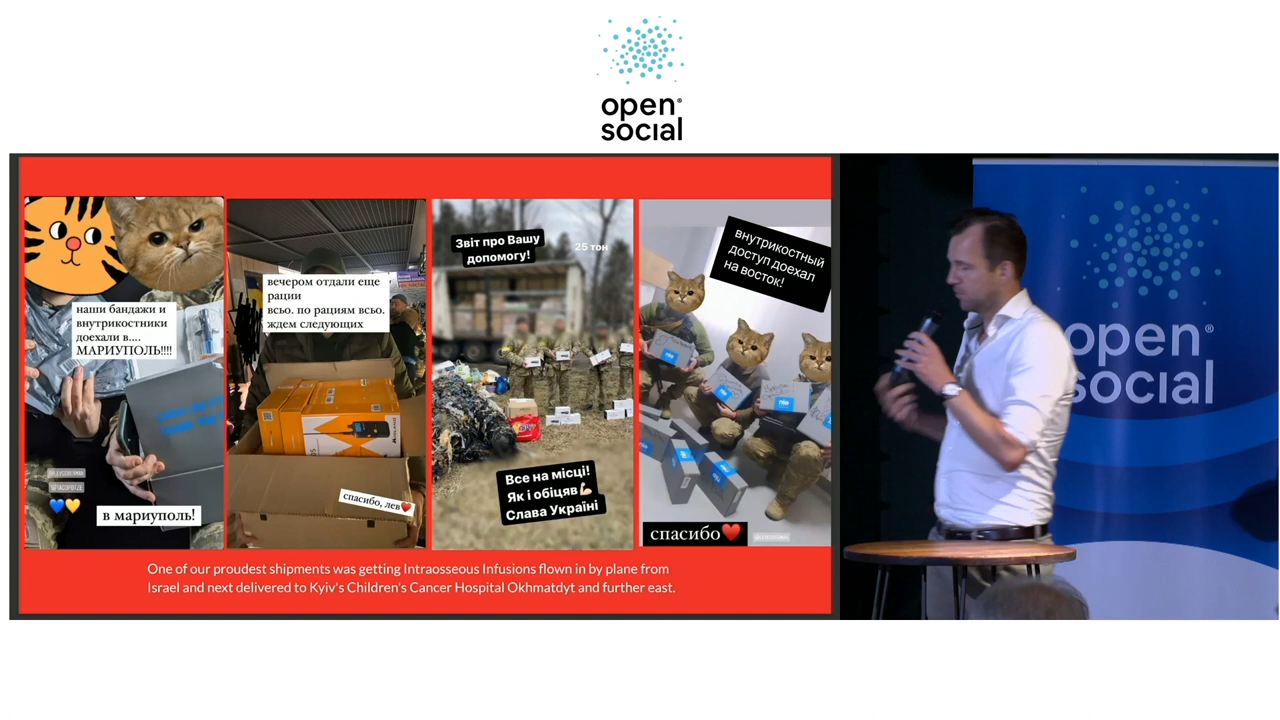 open®
social
наши бандажи и
внутрикостники
доехали в....
МАРИУПОЛЬ!!!!
в мариуполь!
вечером отдали еще
рации
всьо. по рациям всьо.
ждем следующих
MIDLAND
спасибо, лев❤️
Звіт про Вашу
допомогу!
25 тон
Все на місці!
Як і обіцяв💪🏻
Слава Україні
внутрикостный
доступ доехал
на восток!
спасибо❤️
One of our proudest shipments was getting Intraosseous Infusions flown in by plane from
Israel and next delivered to Kyiv's Children's Cancer Hospital Okhmatdyt and further east.
open®
social